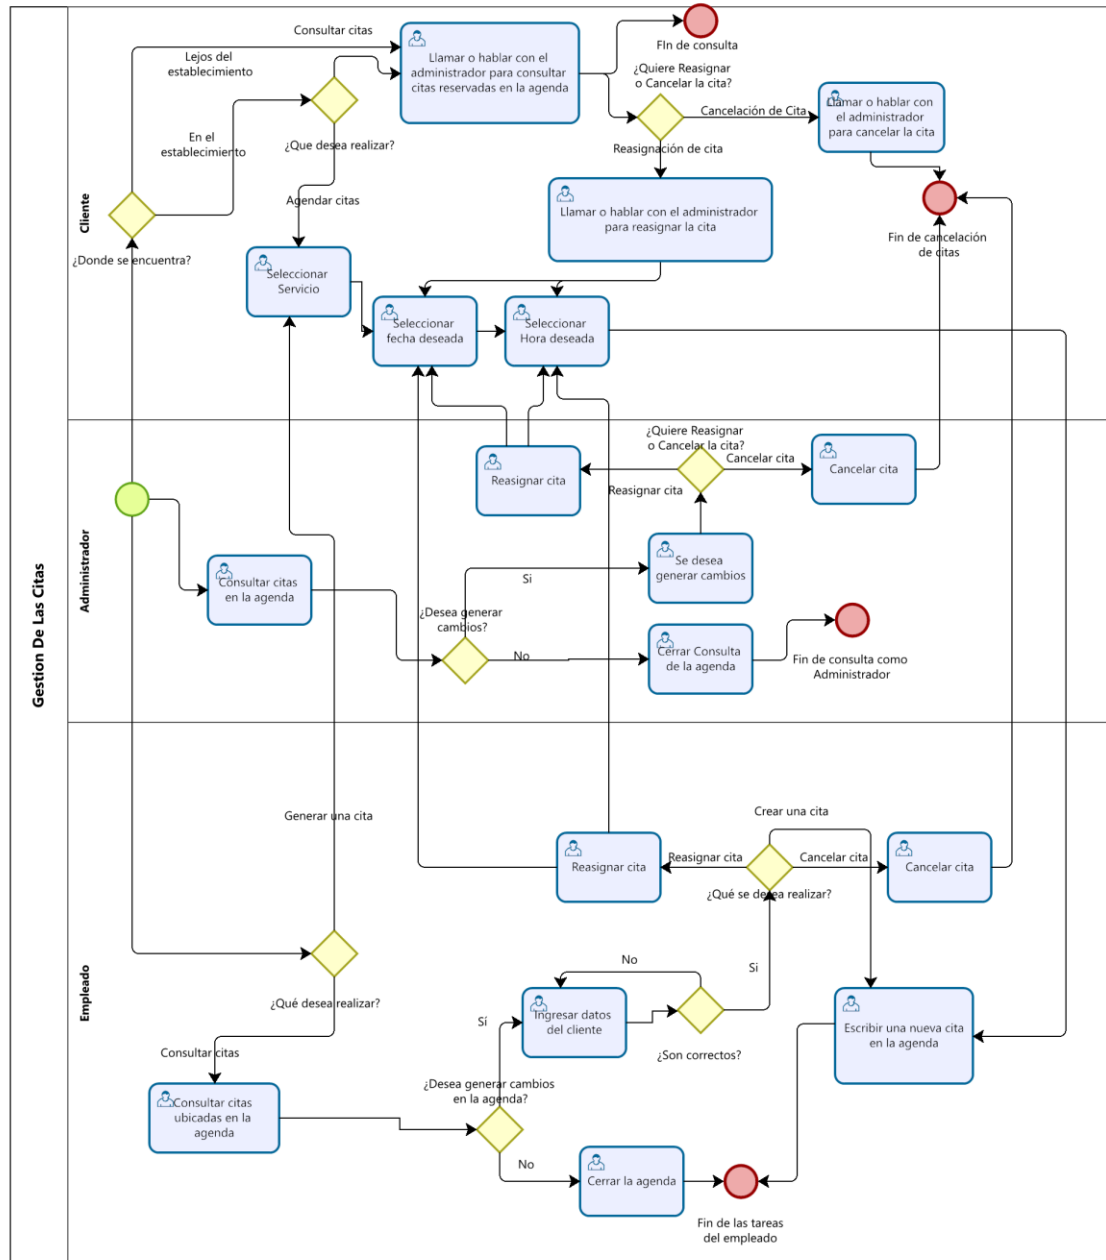 Gestion De Las Citas
Cliente
Consultar citas
Lejos del
establecimiento
En el
establecimiento
¿Donde se encuentra?
¿Que desea realizar?
Agendar citas
Llamar o hablar con el
administrador para consultar
citas reservadas en la agenda
FIn de consulta
¿Quiere Reasignar
o Cancelar la cita?
Cancelación de Cita
Reasignación de cita
Llamar o hablar con
el administrador
para cancelar la cita
Llamar o hablar con el administrador
para reasignar la cita
Fin de cancelación
de citas
Seleccionar
Servicio
Seleccionar
fecha deseada
Seleccionar
Hora deseada
Administrador
¿Quiere Reasignar
o Cancelar la cita?
Cancelar cita
Reasignar cita
Reasignar cita
Cancelar cita
Consultar citas
en la agenda
¿Desea generar
cambios?
Si
No
Se desea
generar cambios
Cerrar Consulta
de la agenda
Fin de consulta como
Administrador
Empleado
Generar una cita
¿Qué desea realizar?
Consultar citas
Consultar citas
ubicadas en la
agenda
¿Desea generar cambios
en la agenda?
Sí
No
Ingresar datos
del cliente
No
Si
¿Son correctos?
Crear una cita
Reasignar cita
Reasignar cita
Cancelar cita
¿Qué se desea realizar?
Cancelar cita
Escribir una nueva cita
en la agenda
Cerrar la agenda
Fin de las tareas
del empleado